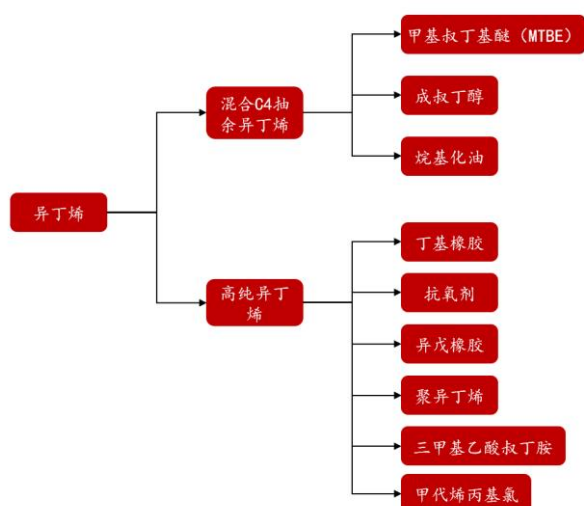 甲基叔丁基醚（MTBE）
混合C4抽
余异丁烯
成叔丁醇
烷基化油
异丁烯
丁基橡胶
高纯异丁
烯
抗氧剂
异戊橡胶
聚异丁烯
三甲基乙酸叔丁胺
甲代烯丙基氯